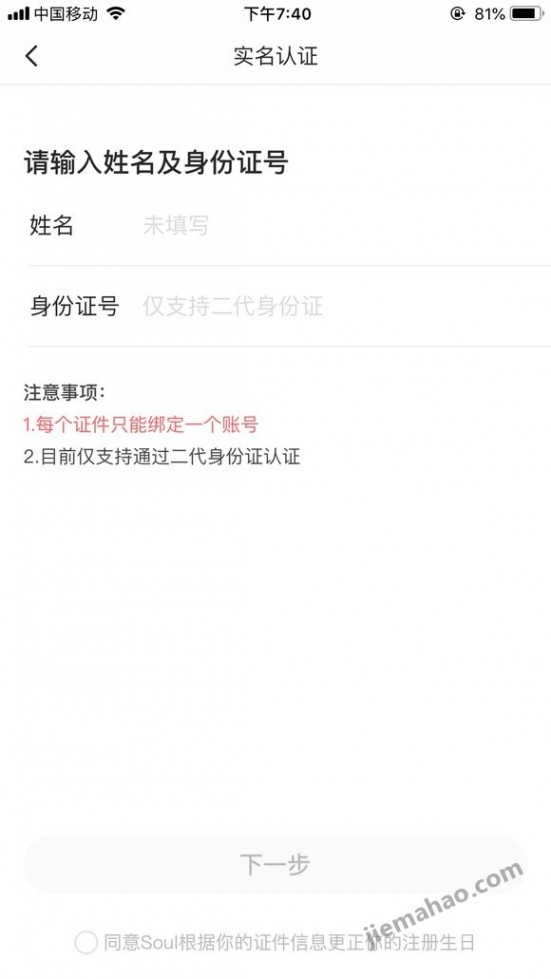 中国移动 下午7:40 81%
实名认证
请输入姓名及身份证号
姓名 未填写
身份证号 仅支持二代身份证
注意事项：
1.每个证件只能绑定一个账号
2.目前仅支持通过二代身份证认证
下一步
jiemahao.com
同意Soul根据你的证件信息更正你的注册生日